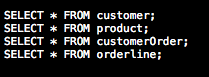 SELECT * FROM customer;
SELECT * FROM product;
SELECT * FROM customerOrder;
SELECT * FROM orderline;